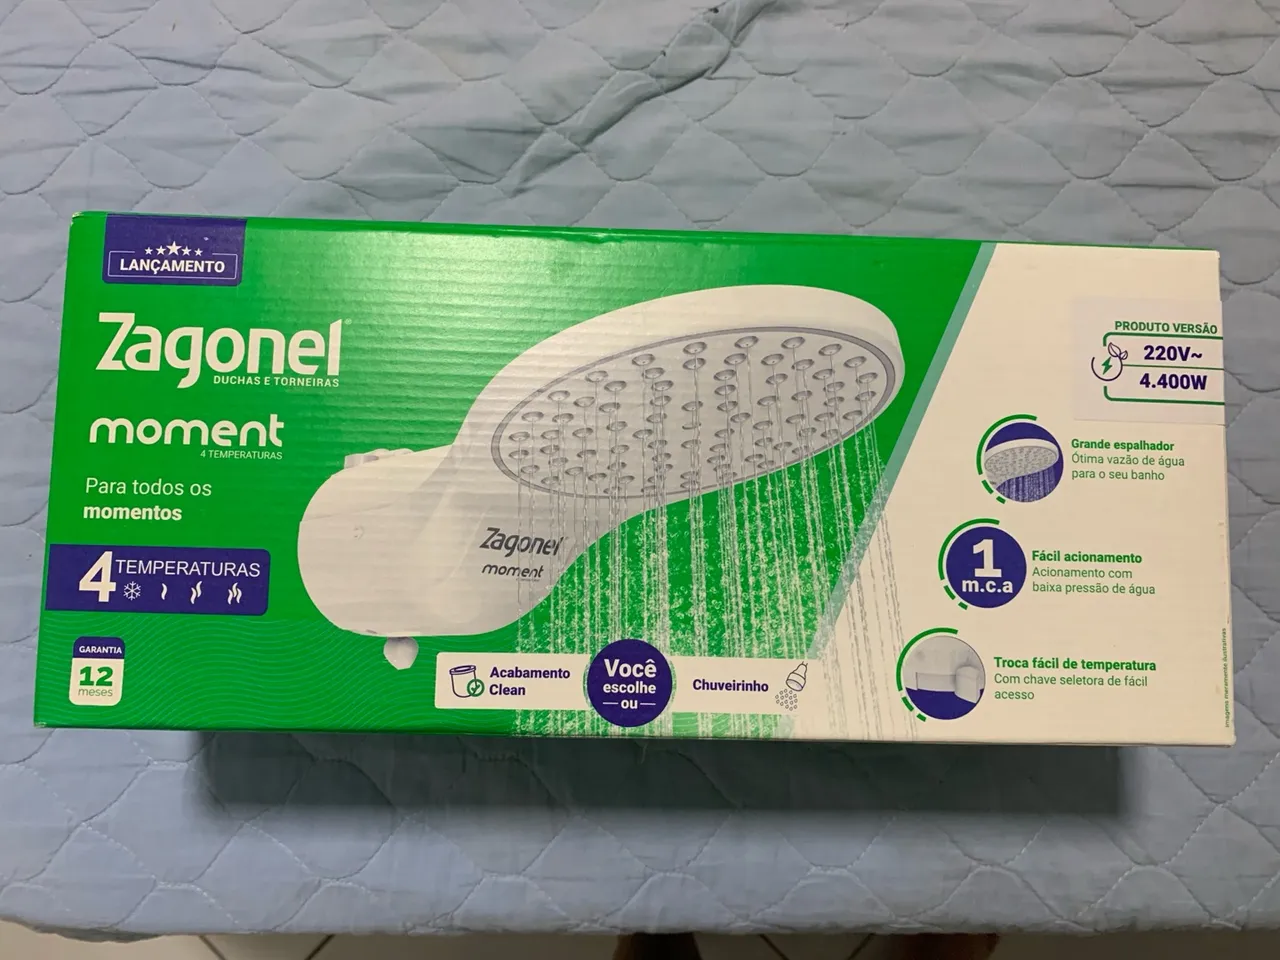 LANÇAMENTO
Zagonel
DUCHAS E TORNEIRAS
moment
4 TEMPERATURAS
Para todos os
momentos
4 TEMPERATURAS
GARANTIA
12
meses
Zagonel
moment
Acabamento
Clean
Você
escolhe
ou
Chuveirinho
PRODUTO VERSÃO
220V~
4.400W
Grande espalhador
Ótima vazão de água
para o seu banho
1
m.c.a
Fácil acionamento
Acionamento com
baixa pressão de água
Troca fácil de temperatura
Com chave seletora de fácil
acesso
Imagens meramente ilustrativas